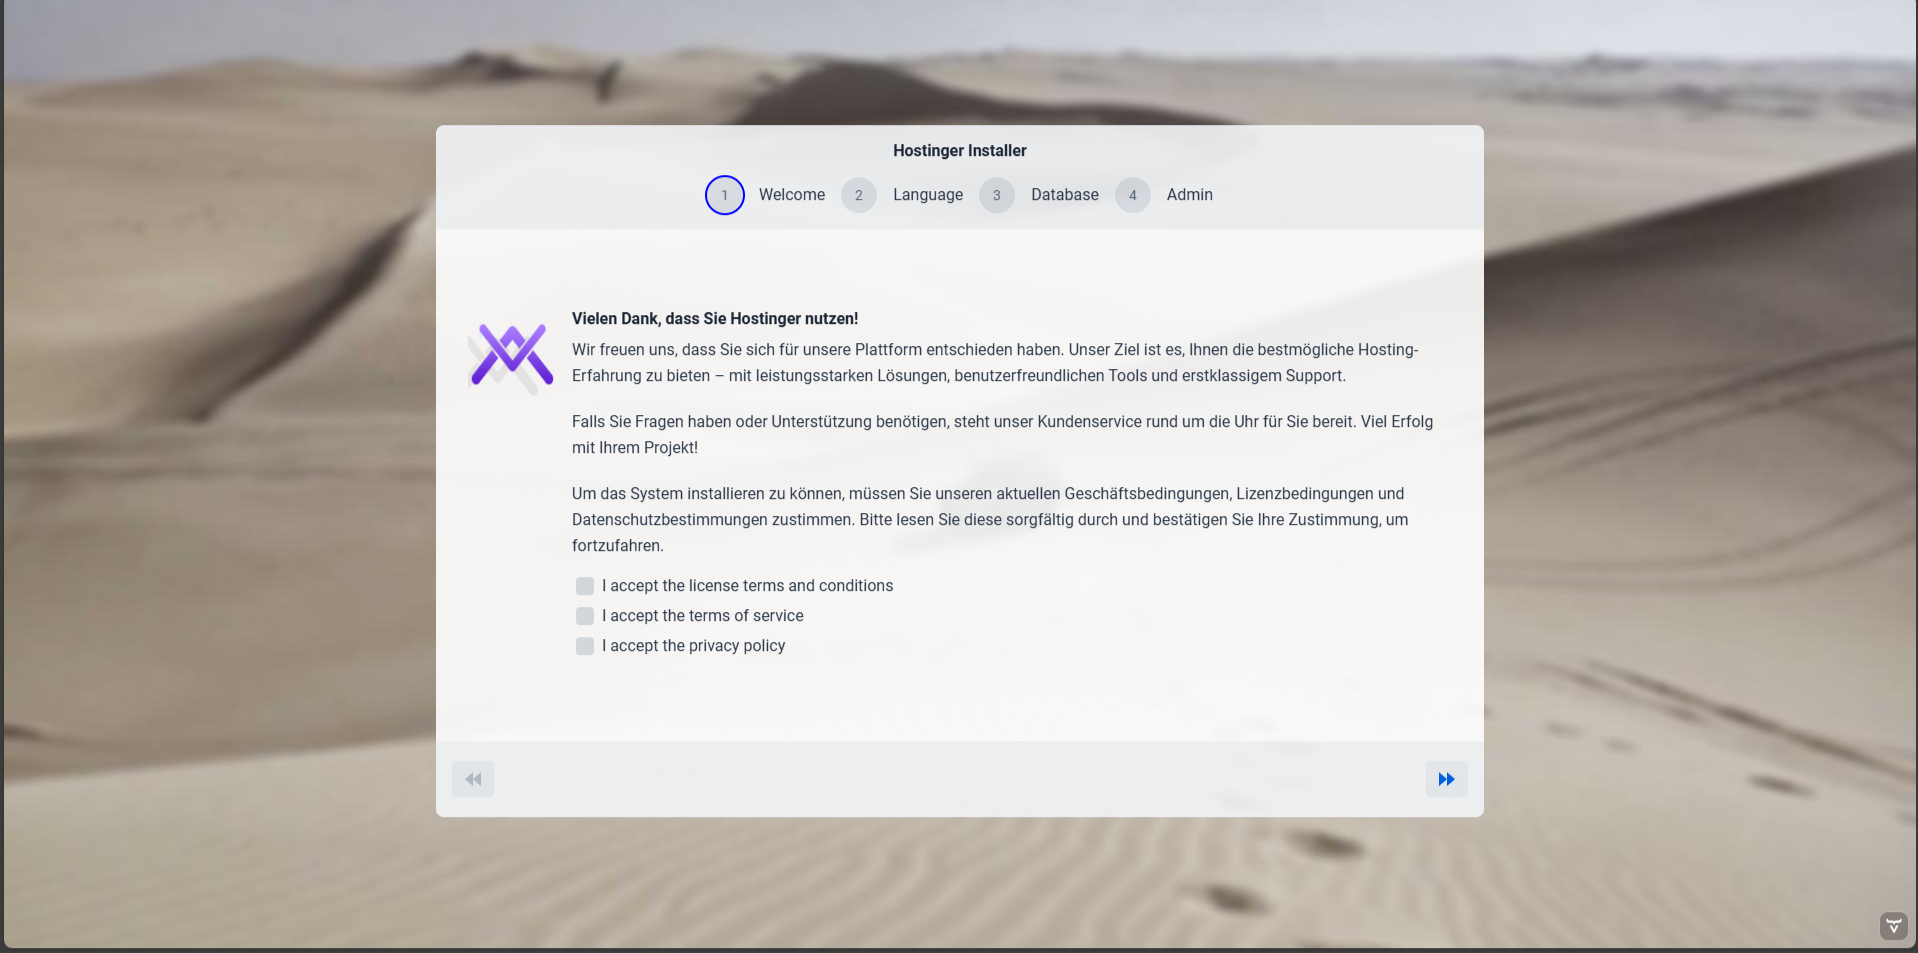 Hostinger Installer
1 Welcome 2 Language 3 Database 4 Admin
Vielen Dank, dass Sie Hostinger nutzen!
Wir freuen uns, dass Sie sich für unsere Plattform entschieden haben. Unser Ziel ist es, Ihnen die bestmögliche Hosting-
Erfahrung zu bieten – mit leistungsstarken Lösungen, benutzerfreundlichen Tools und erstklassigem Support.
Falls Sie Fragen haben oder Unterstützung benötigen, steht unser Kundenservice rund um die Uhr für Sie bereit. Viel Erfolg
mit Ihrem Projekt!
Um das System installieren zu können, müssen Sie unseren aktuellen Geschäftsbedingungen, Lizenzbedingungen und
Datenschutzbestimmungen zustimmen. Bitte lesen Sie diese sorgfältig durch und bestätigen Sie Ihre Zustimmung, um
fortzufahren.
I accept the license terms and conditions
I accept the terms of service
I accept the privacy policy